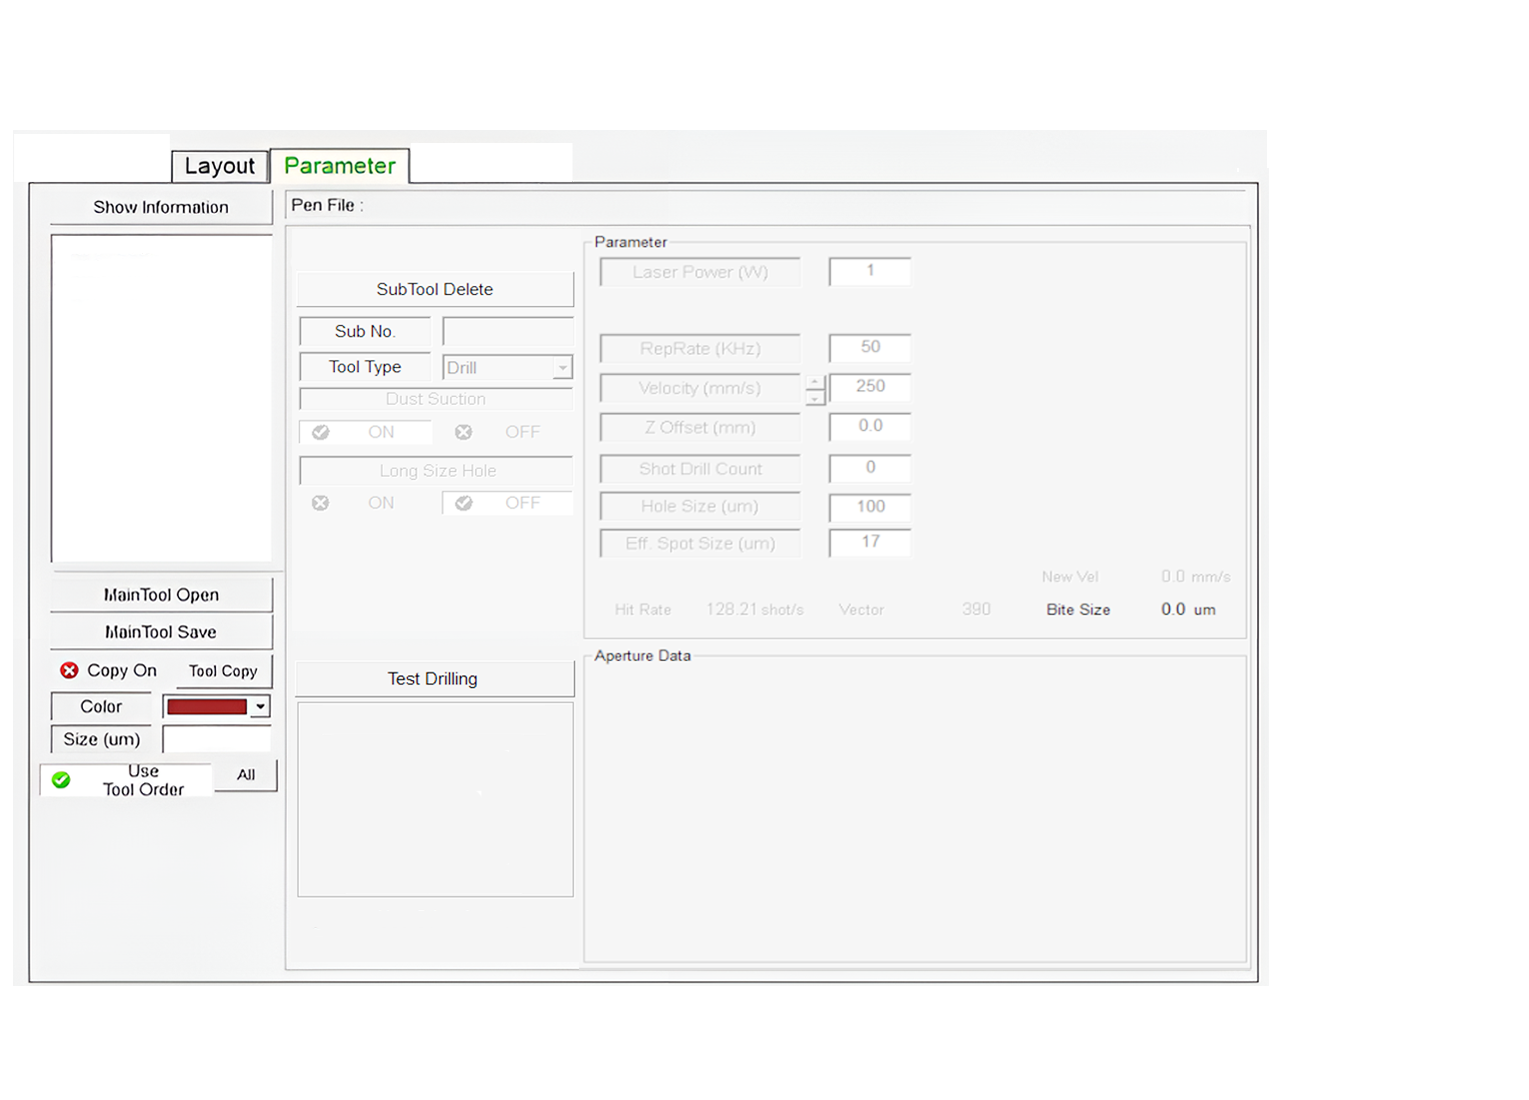 Layout
Parameter
Show Information
Pen File :
SubTool Delete
Sub No.
Tool Type
Drill
Dust Suction
ON
OFF
Long Size Hole
ON
OFF
Parameter
Laser Power (W)
1
RepRate (KHz)
50
Velocity (mm/s)
250
Z Offset (mm)
0.0
Shot Drill Count
0
Hole Size (um)
100
Eff. Spot Size (um)
17
New Vel
0.0 mm/s
Hit Rate
128.21 shot/s
Vector
390
Bite Size
0.0 um
MainTool Open
MainTool Save
Copy On
Tool Copy
Color
Size (um)
Use
Tool Order
All
Test Drilling
Aperture Data